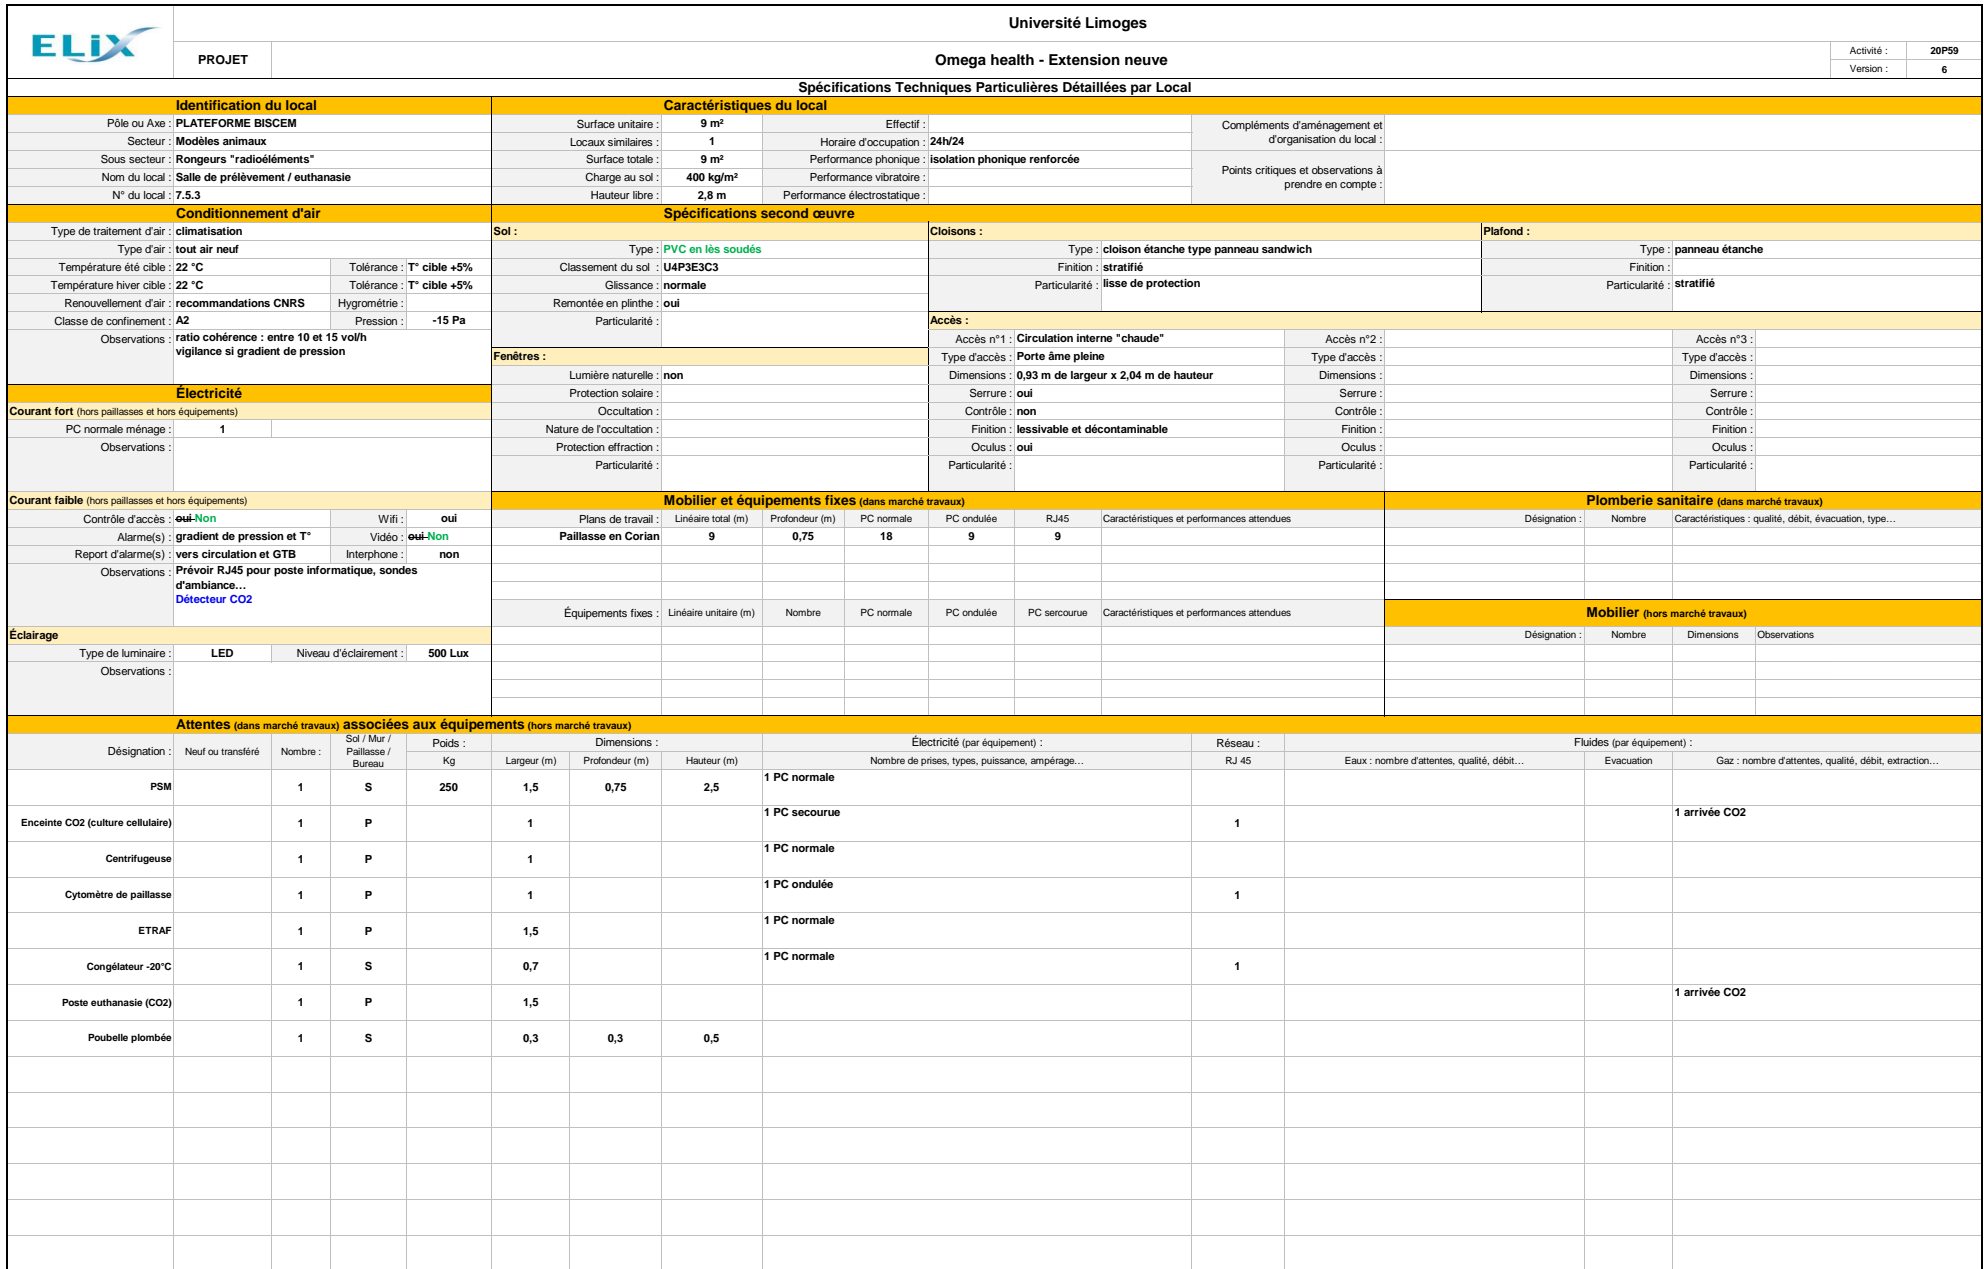 ELiX
Université Limoges
PROJET
Omega health - Extension neuve
Activité : 20P59
Version : 6
Spécifications Techniques Particulières Détaillées par Local
Identification du local
Pôle ou Axe : PLATEFORME BISCEM
Secteur : Modèles animaux
Sous secteur : Rongeurs "radioéléments"
Nom du local : Salle de prélèvement / euthanasie
N° du local : 7.5.3
Caractéristiques du local
Surface unitaire : 9 m² Effectif :
Locaux similaires : 1 Horaire d'occupation : 24h/24
Surface totale : 9 m² Performance phonique : isolation phonique renforcée
Charge au sol : 400 kg/m² Performance vibratoire :
Hauteur libre : 2,8 m Performance électrostatique :
Compléments d'aménagement et
d'organisation du local :
Points critiques et observations à
prendre en compte :
Conditionnement d'air
Type de traitement d'air : climatisation
Type d'air : tout air neuf
Température été cible : 22 °C Tolérance : T° cible +5%
Température hiver cible : 22 °C Tolérance : T° cible +5%
Renouvellement d'air : recommandations CNRS Hygrométrie :
Classe de confinement : A2 Pression : -15 Pa
Observations : ratio cohérence : entre 10 et 15 vol/h
vigilance si gradient de pression
Spécifications second œuvre
Sol :
Type : PVC en lès soudés
Classement du sol : U4P3E3C3
Glissance : normale
Remontée en plinthe : oui
Particularité :
Cloisons :
Type : cloison étanche type panneau sandwich
Finition : stratifié
Particularité : lisse de protection
Plafond :
Type : panneau étanche
Finition :
Particularité : stratifié
Fenêtres :
Lumière naturelle : non
Protection solaire :
Occultation :
Nature de l'occultation :
Protection effraction :
Particularité :
Accès :
Accès n°1 : Circulation interne "chaude" Accès n°2 : Accès n°3 :
Type d'accès : Porte âme pleine Type d'accès : Type d'accès :
Dimensions : 0,93 m de largeur x 2,04 m de hauteur Dimensions : Dimensions :
Serrure : oui Serrure : Serrure :
Contrôle : non Contrôle : Contrôle :
Finition : lessivable et décontaminable Finition : Finition :
Oculus : oui Oculus : Oculus :
Particularité : Particularité : Particularité :
Électricité
Courant fort (hors paillasses et hors équipements)
PC normale ménage : 1
Observations :
Courant faible (hors paillasses et hors équipements)
Contrôle d'accès : oui Non Wifi : oui
Alarme(s) : gradient de pression et T° Vidéo : oui Non
Report d'alarme(s) : vers circulation et GTB Interphone : non
Observations : Prévoir RJ45 pour poste informatique, sondes
d'ambiance…
Détecteur CO2
Éclairage
Type de luminaire : LED Niveau d'éclairement : 500 Lux
Observations :
Mobilier et équipements fixes (dans marché travaux)
Plans de travail : Linéaire total (m) Profondeur (m) PC normale PC ondulée RJ45 Caractéristiques et performances attendues
Paillasse en Corian 9 0,75 18 9 9
Équipements fixes : Linéaire unitaire (m) Nombre PC normale PC ondulée PC sercourue Caractéristiques et performances attendues
Plomberie sanitaire (dans marché travaux)
Désignation : Nombre Caractéristiques : qualité, débit, évacuation, type…
Mobilier (hors marché travaux)
Désignation : Nombre Dimensions Observations
Attentes (dans marché travaux) associées aux équipements (hors marché travaux)
Désignation : Neuf ou transféré Nombre : Sol / Mur / Paillasse / Bureau Poids : Dimensions : Électricité (par équipement) : Réseau : Fluides (par équipement) :
Kg Largeur (m) Profondeur (m) Hauteur (m) Nombre de prises, types, puissance, ampérage… RJ 45 Eaux : nombre d'attentes, qualité, débit… Evacuation Gaz : nombre d'attentes, qualité, débit, extraction…
PSM 1 S 250 1,5 0,75 2,5 1 PC normale
Enceinte CO2 (culture cellulaire) 1 P 1 1 PC secourue 1 1 arrivée CO2
Centrifugeuse 1 P 1 1 PC normale
Cytomètre de paillasse 1 P 1 1 PC ondulée 1
ETRAF 1 P 1,5 1 PC normale
Congélateur -20°C 1 S 0,7 1 PC normale 1
Poste euthanasie (CO2) 1 P 1,5 1 arrivée CO2
Poubelle plombée 1 S 0,3 0,3 0,5